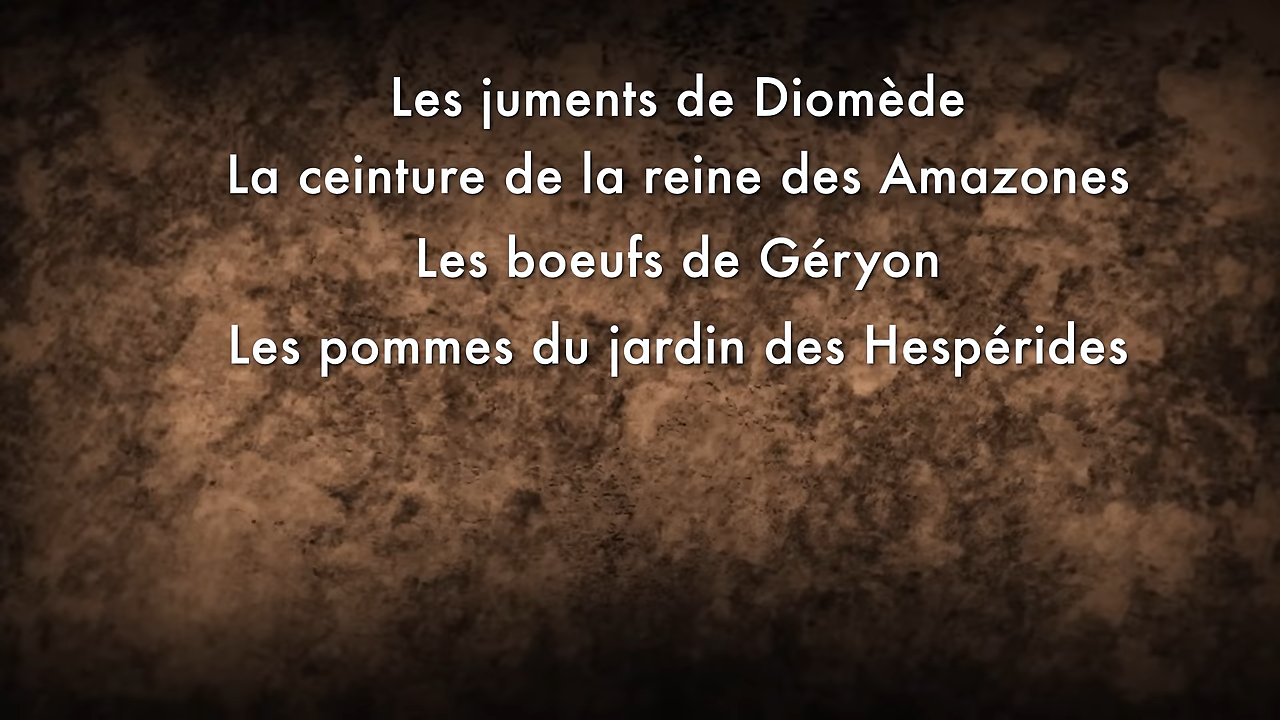 Les juments de Diomède
La ceinture de la reine des Amazones
Les boeufs de Géryon
Les pommes du jardin des Hespérides